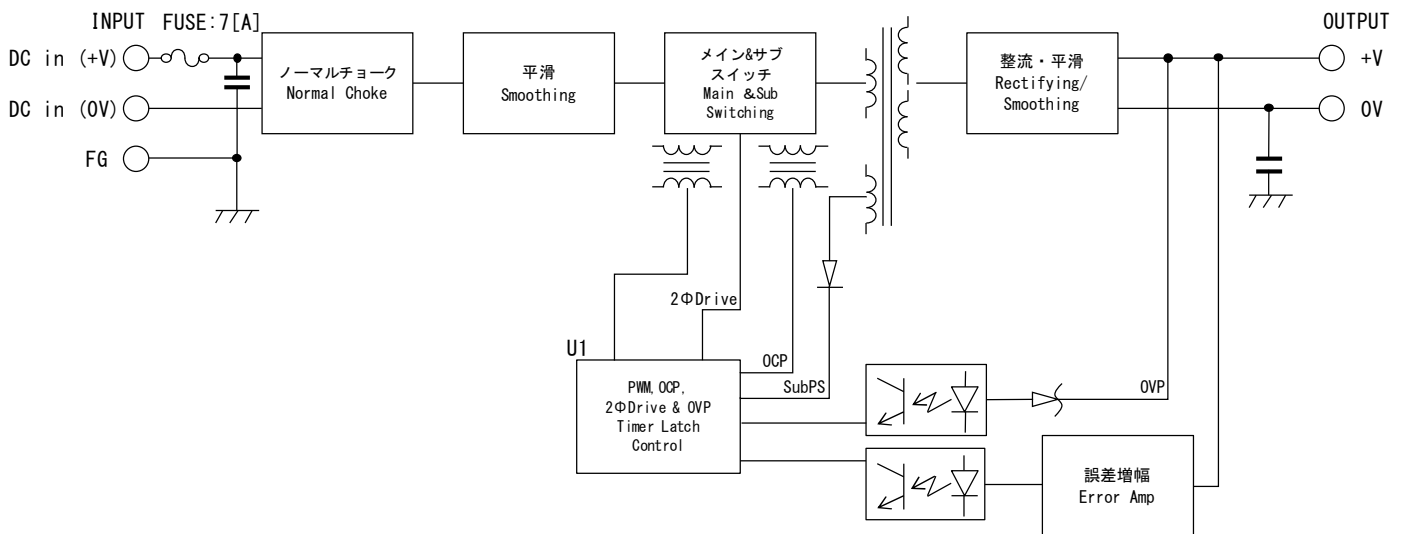 INPUT FUSE:7[A]
OUTPUT
DC in (+V)
DC in (0V)
FG
ノーマルチョーク
Normal Choke
平滑
Smoothing
メイン&サブ
スイッチ
Main &Sub
Switching
整流・平滑
Rectifying/
Smoothing
+V
0V
2ΦDrive
U1
OCP
SubPS
OVP
PWM, OCP,
2ΦDrive & OVP
Timer Latch
Control
誤差増幅
Error Amp